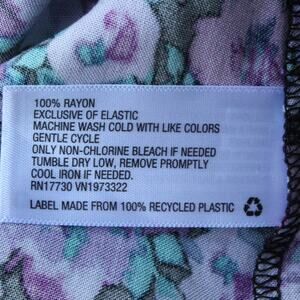 100% RAYON
EXCLUSIVE OF ELASTIC
MACHINE WASH COLD WITH LIKE COLORS
GENTLE CYCLE
ONLY NON-CHLORINE BLEACH IF NEEDED
TUMBLE DRY LOW, REMOVE PROMPTLY
COOL IRON IF NEEDED.
RN17730 VN1973322
LABEL MADE FROM 100% RECYCLED PLASTIC